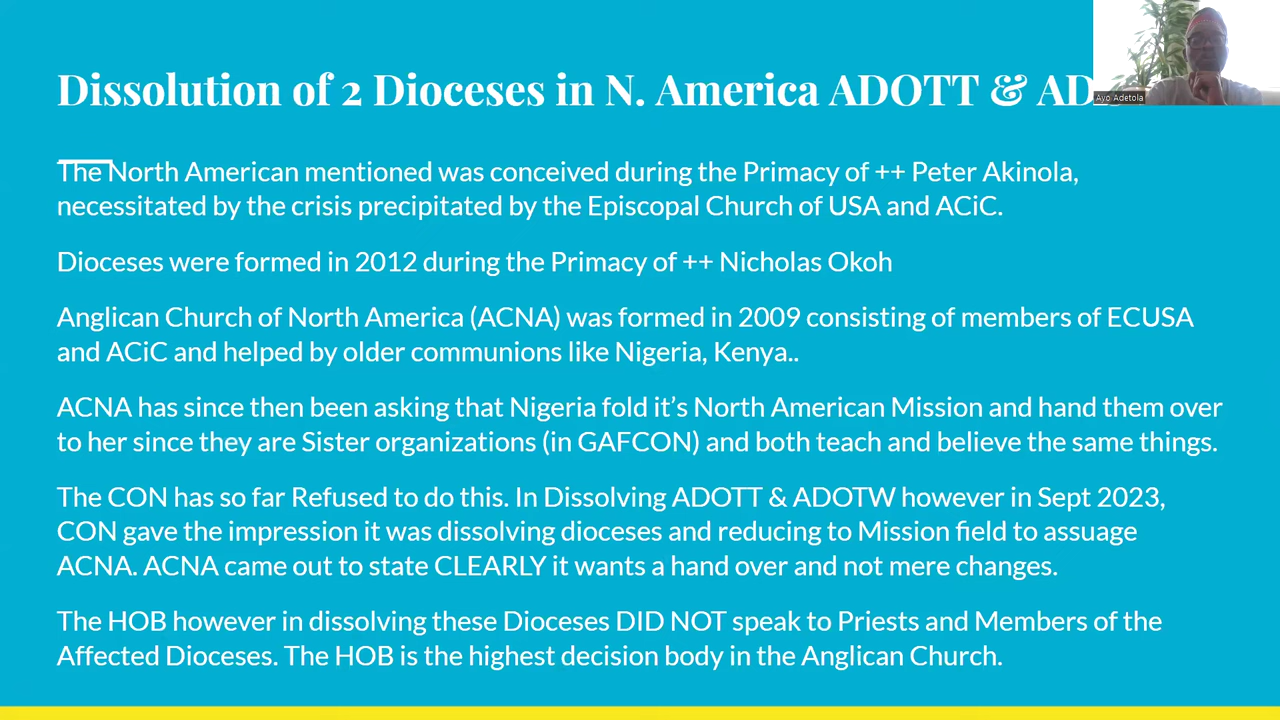 Dissolution of 2 Dioceses in N. America ADOTT & AD
Ayo Adetola
The North American mentioned was conceived during the Primacy of ++ Peter Akinola,
necessitated by the crisis precipitated by the Episcopal Church of USA and ACiC.
Dioceses were formed in 2012 during the Primacy of ++ Nicholas Okoh
Anglican Church of North America (ACNA) was formed in 2009 consisting of members of ECUSA
and ACiC and helped by older communions like Nigeria, Kenya..
ACNA has since then been asking that Nigeria fold it's North American Mission and hand them over
to her since they are Sister organizations (in GAFCON) and both teach and believe the same things.
The CON has so far Refused to do this. In Dissolving ADOTT & ADOTW however in Sept 2023,
CON gave the impression it was dissolving dioceses and reducing to Mission field to assuage
ACNA. ACNA came out to state CLEARLY it wants a hand over and not mere changes.
The HOB however in dissolving these Dioceses DID NOT speak to Priests and Members of the
Affected Dioceses. The HOB is the highest decision body in the Anglican Church.